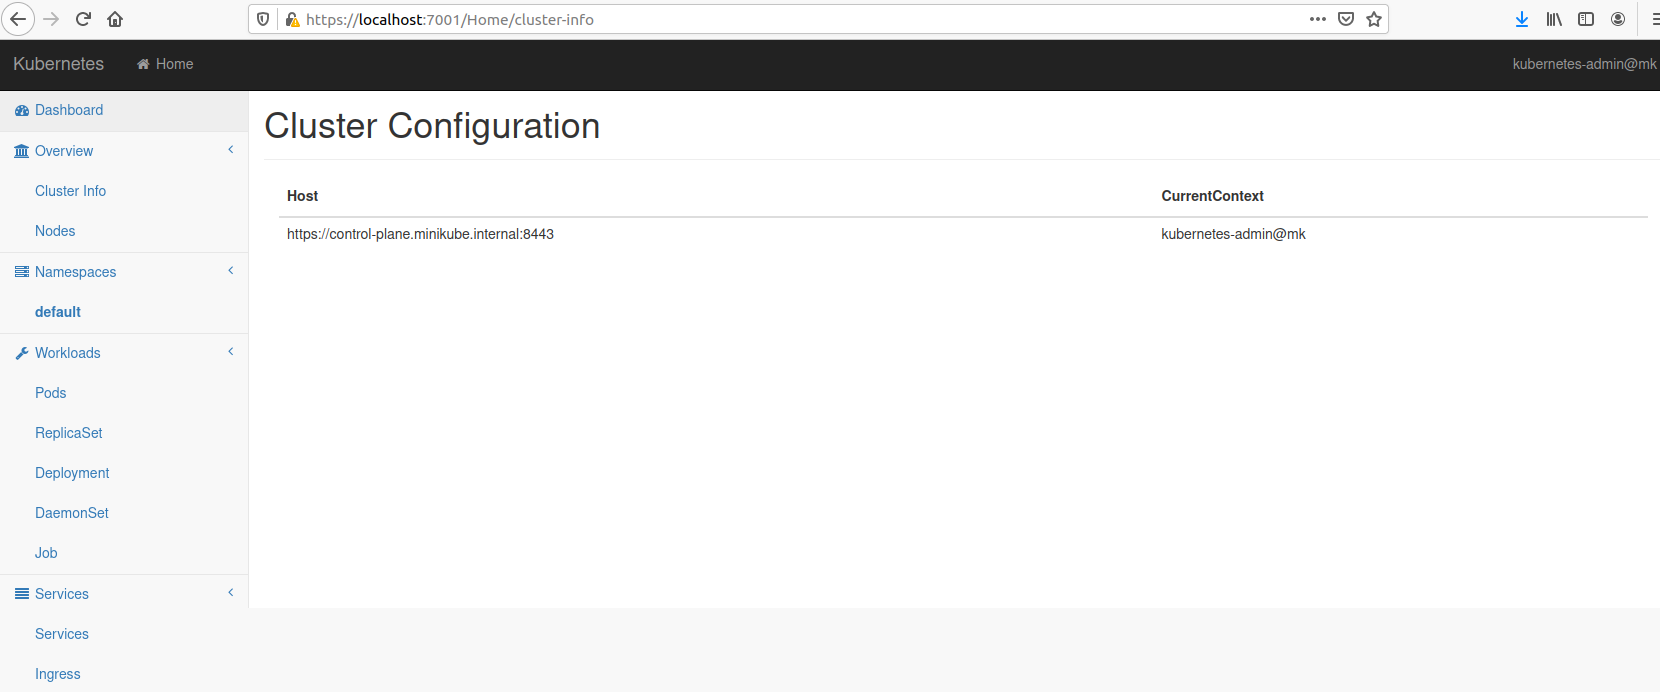 https://localhost:7001/Home/cluster-info
Kubernetes Home kubernetes-admin@mk
Dashboard
Overview
Cluster Info
Nodes
Namespaces
default
Workloads
Pods
ReplicaSet
Deployment
DaemonSet
Job
Services
Services
Ingress
Cluster Configuration
Host CurrentContext
https://control-plane.minikube.internal:8443 kubernetes-admin@mk